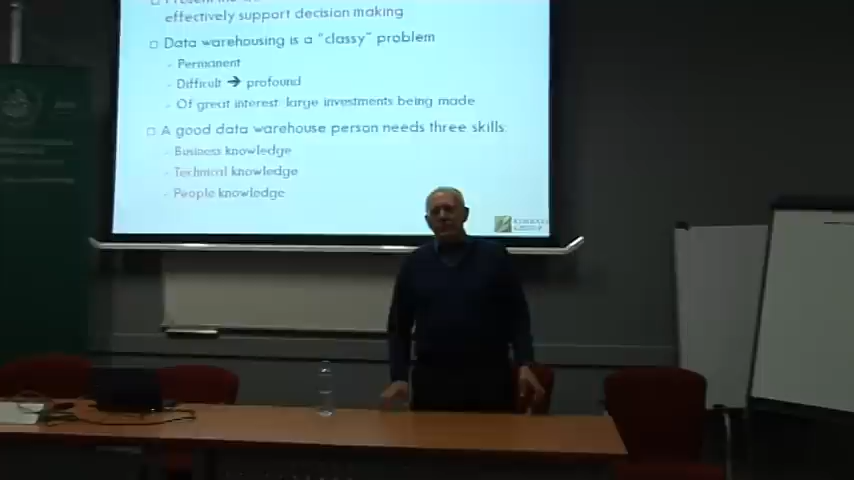 effectively support decision making
Data warehousing is a "classy" problem
- Permanent
- Difficult → profound
- Of great interest large investments being made
A good data warehouse person needs three skills:
- Business knowledge
- Technical knowledge
- People knowledge
GROUP